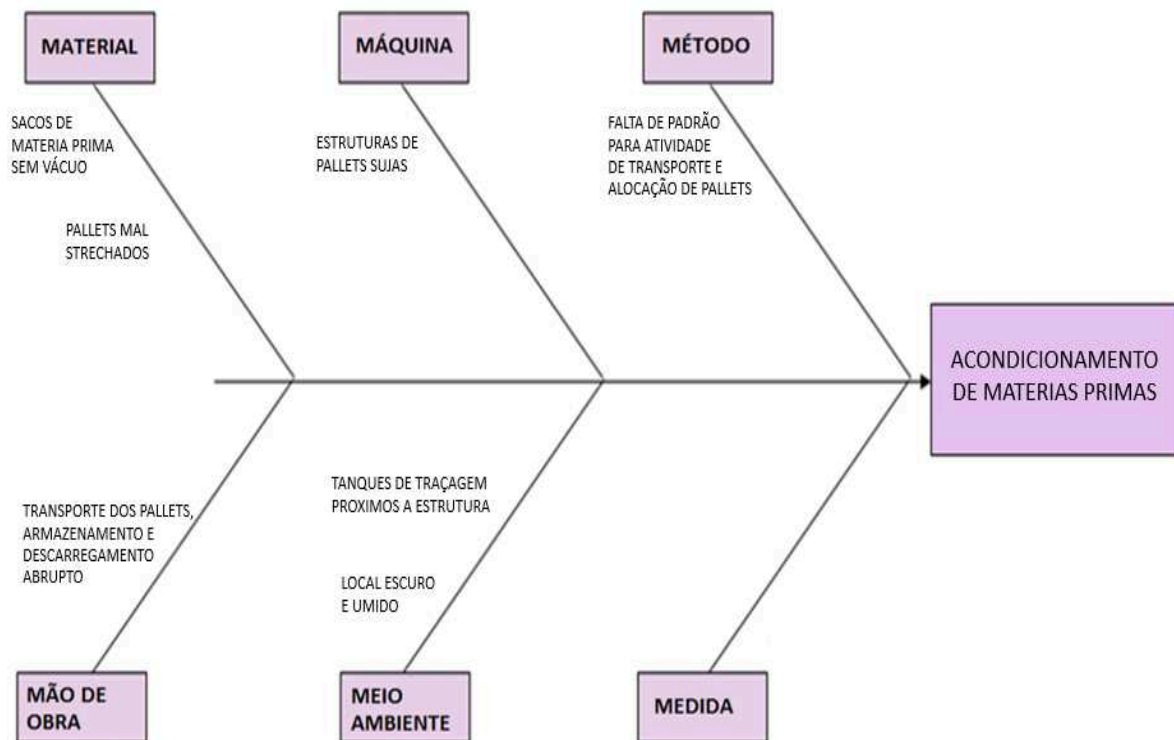 MATERIAL
MÁQUINA
MÉTODO
SACOS DE
MATERIA PRIMA
SEM VÁCUO
PALLETS MAL
STRECHADOS
ESTRUTURAS DE
PALLETS SUJAS
FALTA DE PADRÃO
PARA ATIVIDADE
DE TRANSPORTE E
ALOCAÇÃO DE PALLETS
ACONDICIONAMENTO
DE MATERIAS PRIMAS
TRANSPORTE DOS PALLETS,
ARMAZENAMENTO E
DESCARREGAMENTO
ABRUPTO
TANQUES DE TRAÇAGEM
PROXIMOS A ESTRUTURA
LOCAL ESCURO
E UMIDO
MÃO DE
OBRA
MEIO
AMBIENTE
MEDIDA